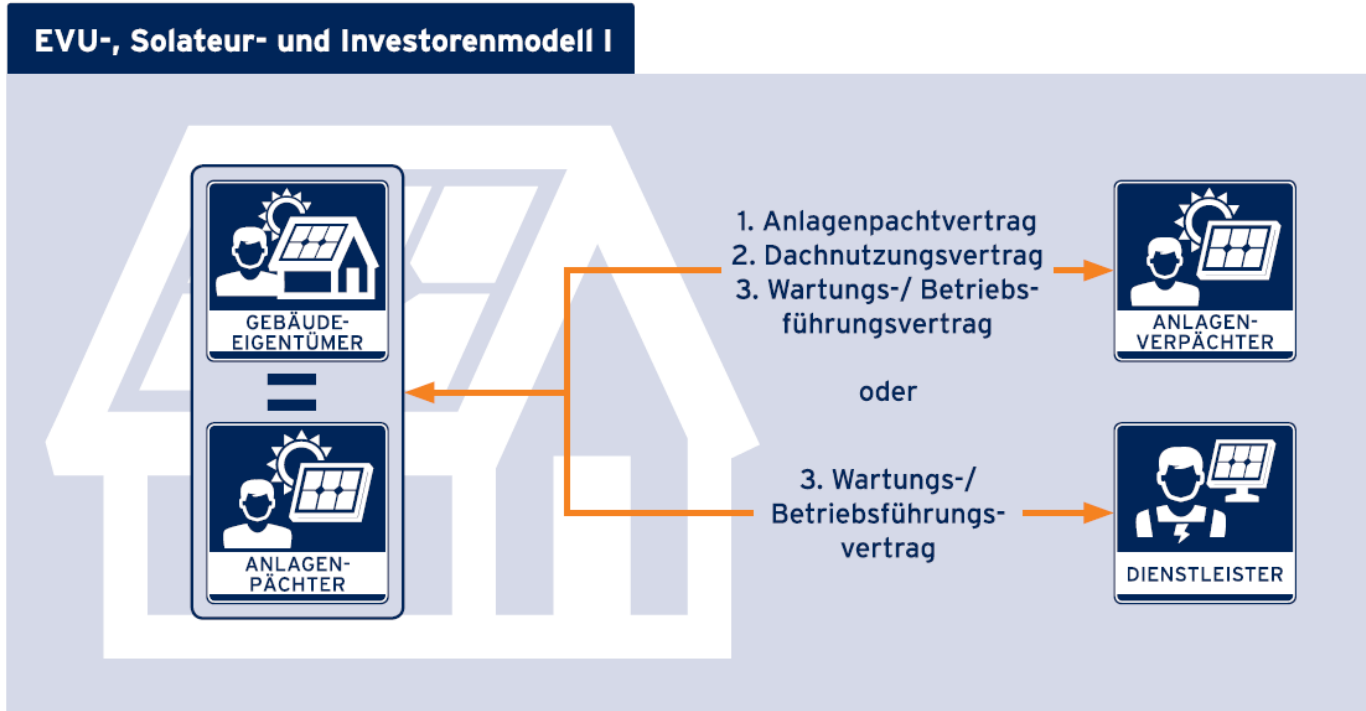 EVU-, Solateur- und Investorenmodell I
GEBÄUDE-
EIGENTÜMER
ANLAGEN-
PÄCHTER
1. Anlagenpachtvertrag
2. Dachnutzungsvertrag
3. Wartungs-/ Betriebs-
führungsvertrag
oder
3. Wartungs-/
Betriebsführungs-
vertrag
ANLAGEN-
VERPÄCHTER
DIENSTLEISTER